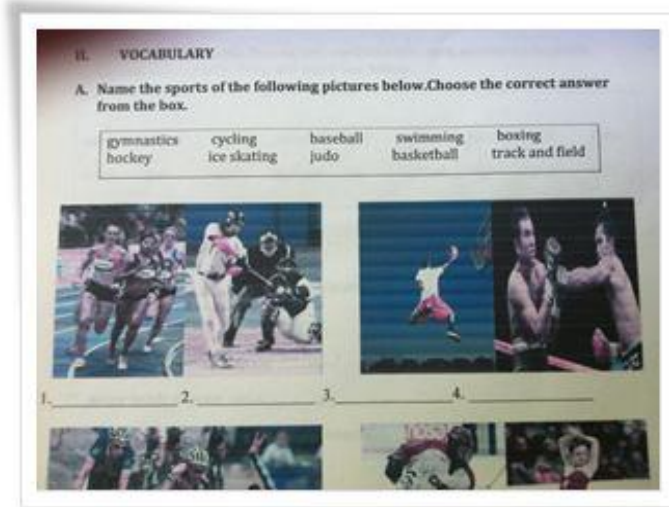 II. VOCABULARY
A. Name the sports of the following pictures below.Choose the correct answer
from the box.
gymnastics cycling baseball swimming boxing
hockey ice skating judo basketball track and field
1. 2. 3. 4.